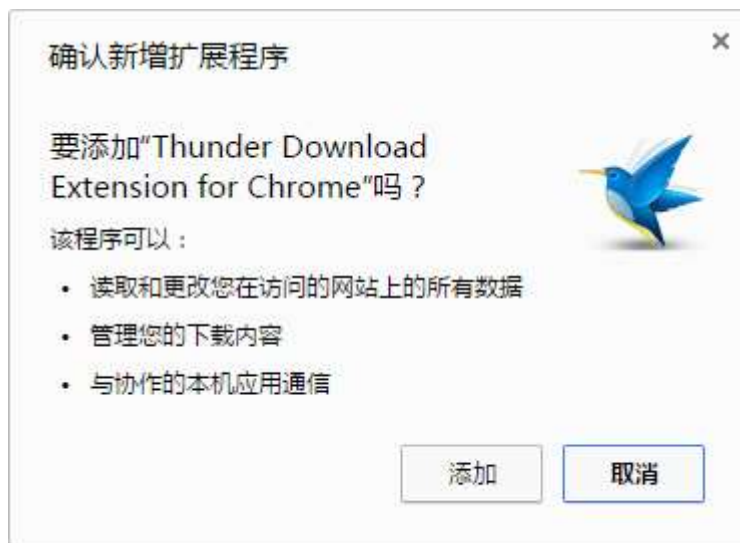 确认新增扩展程序
要添加“Thunder Download
Extension for Chrome”吗？
该程序可以：
• 读取和更改您在访问的网站上的所有数据
• 管理您的下载内容
• 与协作的本机应用通信
添加
取消